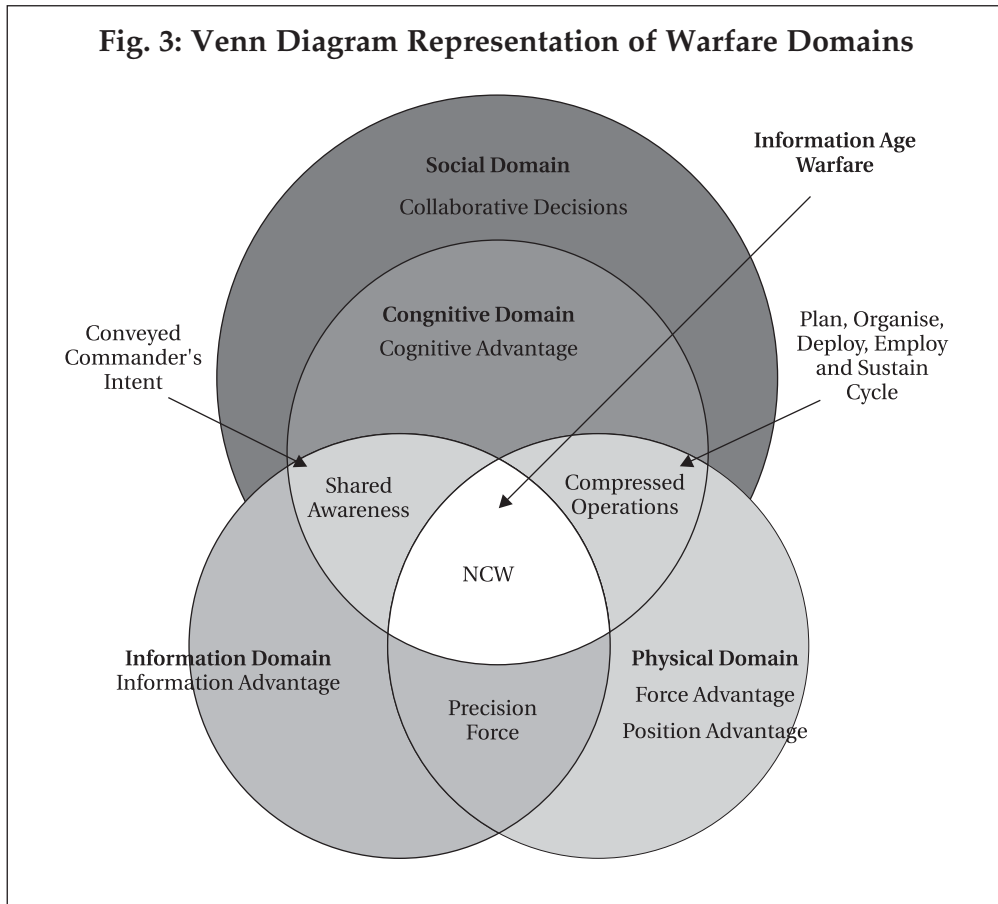 Fig. 3: Venn Diagram Representation of Warfare Domains
Information Age
Warfare
Social Domain
Collaborative Decisions
Congnitive Domain
Cognitive Advantage
Conveyed
Commander's
Intent
Plan, Organise,
Deploy, Employ
and Sustain
Cycle
Shared
Awareness
Compressed
Operations
NCW
Information Domain
Information Advantage
Physical Domain
Force Advantage
Position Advantage
Precision
Force